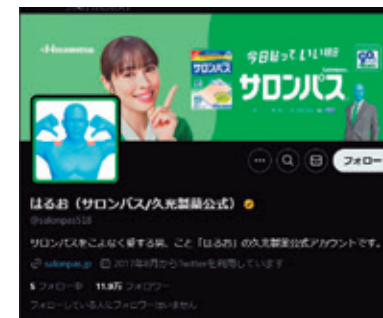 Hisamitsu
今日貼って、いい明日
サロンパス
サロンパス
フォロー
はるお（サロンパス/久光製薬公式）
@salonpas518
サロンパスをこよなく愛する男、こと「はるお」の久光製薬公式アカウントです。
salonpas.jp 2017年8月からTwitterを利用しています
5 フォロー中 11.8万 フォロワー
フォローしている人にフォロワーはいません